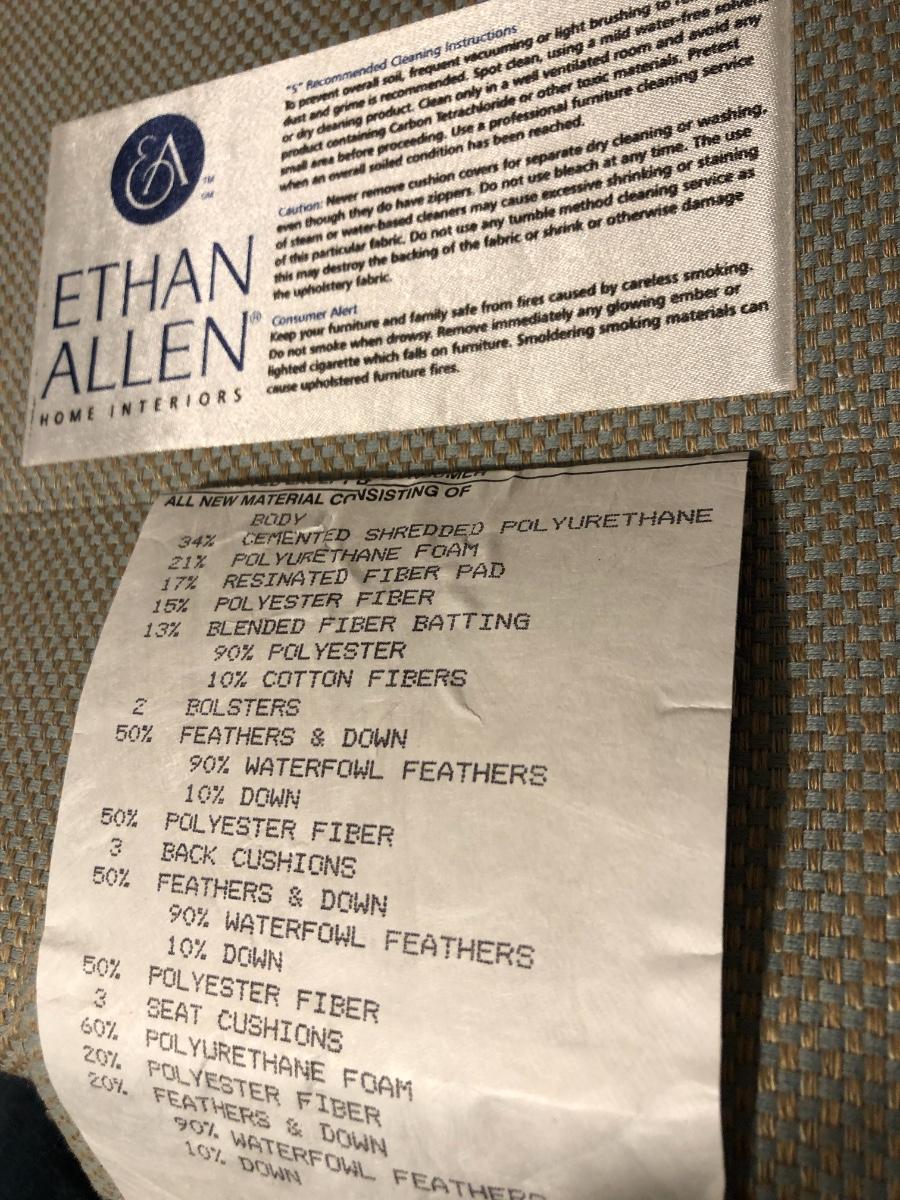 EA
TM
SM
ETHAN
ALLEN®
HOME INTERIORS
"S" Recommended Cleaning Instructions
To prevent overall soil, frequent vacuuming or light brushing to
dust and grime is recommended. Spot clean, using a mild water-free
or dry cleaning product. Clean only in a well ventilated room and avoid any
product containing Carbon Tetrachloride or other toxic materials. Pretest
small area before proceeding. Use a professional furniture cleaning service
when an overall soiled condition has been reached.
Caution: Never remove cushion covers for separate dry cleaning or washing,
even though they do have zippers. Do not use bleach at any time. The use
of steam or water-based cleaners may cause excessive shrinking or staining
of this particular fabric. Do not use any tumble method cleaning service as
this may destroy the backing of the fabric or shrink or otherwise damage
the upholstery fabric.
Consumer Alert
Keep your furniture and family safe from fires caused by careless smoking.
Do not smoke when drowsy. Remove immediately any glowing ember or
lighted cigarette which falls on furniture. Smoldering smoking materials can
cause upholstered furniture fires.
ALL NEW MATERIAL CONSISTING OF
BODY
34% CEMENTED SHREDDED POLYURETHANE
21% POLYURETHANE FOAM
17% RESINATED FIBER PAD
15% POLYESTER FIBER
13% BLENDED FIBER BATTING
90% POLYESTER
10% COTTON FIBERS
2 BOLSTERS
50% FEATHERS & DOWN
90% WATERFOWL FEATHERS
10% DOWN
50% POLYESTER FIBER
3 BACK CUSHIONS
50% FEATHERS & DOWN
90% WATERFOWL FEATHERS
10% DOWN
50% POLYESTER FIBER
3 SEAT CUSHIONS
60% POLYURETHANE FOAM
20% POLYESTER FIBER
20% FEATHERS & DOWN
90% WATERFOWL FEATHERS
10% DOWN